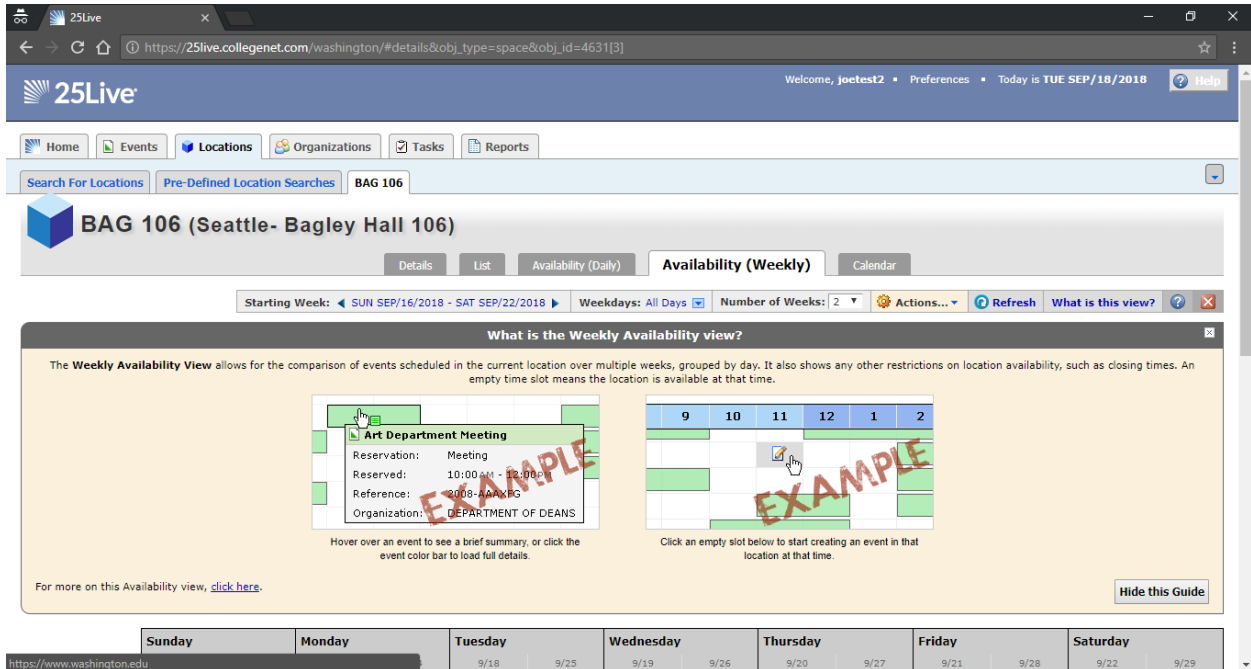 25Live
https://25live.collegenet.com/washington/#details&obj_type=space&obj_id=4631[3]
25Live
Welcome, joetest2 ▪ Preferences ▪ Today is TUE SEP/18/2018
Help
Home Events Locations Organizations Tasks Reports
Search For Locations Pre-Defined Location Searches BAG 106
BAG 106 (Seattle- Bagley Hall 106)
Details List Availability (Daily) Availability (Weekly) Calendar
Starting Week: SUN SEP/16/2018 - SAT SEP/22/2018 Weekdays: All Days Number of Weeks: 2 Actions... Refresh What is this view?
What is the Weekly Availability view?
The Weekly Availability View allows for the comparison of events scheduled in the current location over multiple weeks, grouped by day. It also shows any other restrictions on location availability, such as closing times. An
empty time slot means the location is available at that time.
Art Department Meeting
Reservation: Meeting
Reserved: 10:00AM - 12:00PM
Reference: 2008-AAAXFG
Organization: DEPARTMENT OF DEANS
EXAMPLE
9 10 11 12 1 2
EXAMPLE
Hover over an event to see a brief summary, or click the
event color bar to load full details.
Click an empty slot below to start creating an event in that
location at that time.
For more on this Availability view, click here.
Hide this Guide
Sunday Monday Tuesday Wednesday Thursday Friday Saturday
9/18 9/25 9/19 9/26 9/20 9/27 9/21 9/28 9/22 9/29
https://www.washington.edu